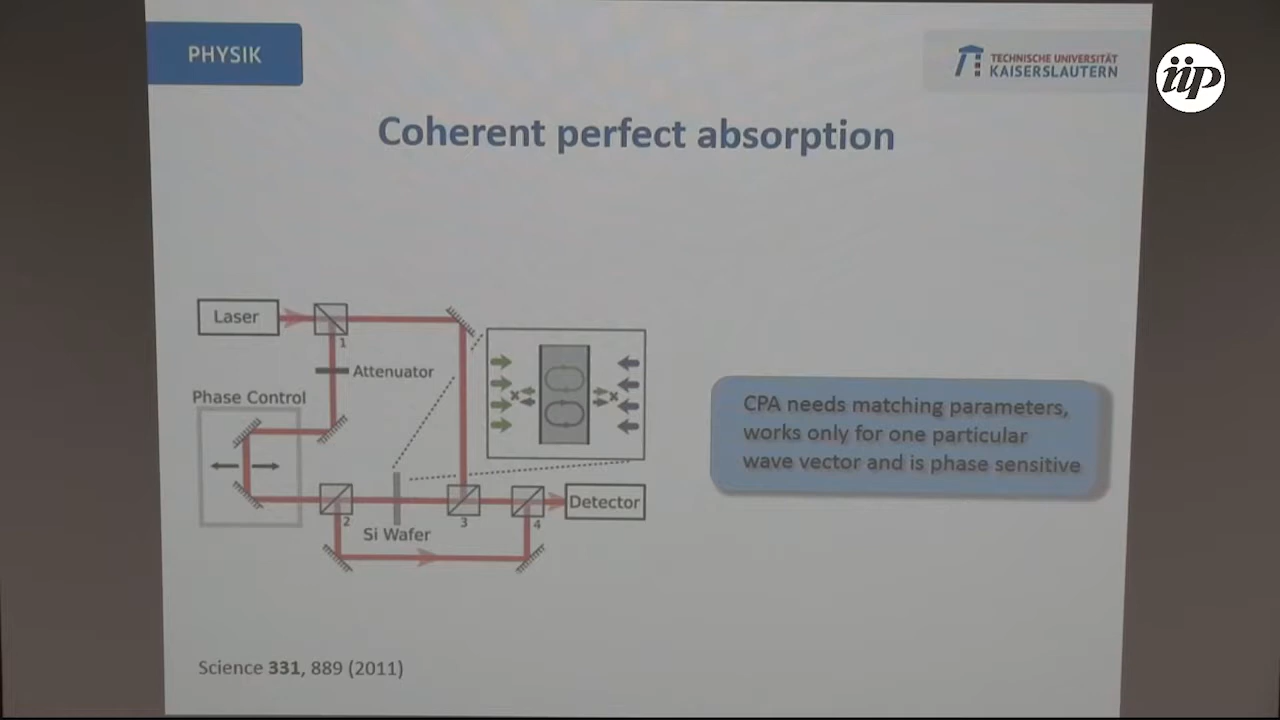 PHYSIK
TECHNISCHE UNIVERSITÄT
KAISERSLAUTERN
iip
Coherent perfect absorption
Laser
1
Attenuator
Phase Control
2
Si Wafer
3
4
Detector
CPA needs matching parameters,
works only for one particular
wave vector and is phase sensitive
Science 331, 889 (2011)